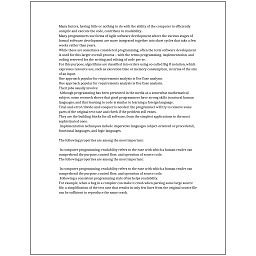 Many factors, having little or nothing to do with the ability of the computer to efficiently
compile and execute the code, contribute to readability.
Many programmers use forms of Agile software development where the various stages of
formal software development are more integrated together into short cycles that take a few
weeks rather than years.
While these are sometimes considered programming, often the term software development
is used for this larger overall process – with the terms programming, implementation, and
coding reserved for the writing and editing of code per se.
For this purpose, algorithms are classified into orders using so-called Big O notation, which
expresses resource use, such as execution time or memory consumption, in terms of the size
of an input.
One approach popular for requirements analysis is Use Case analysis.
One approach popular for requirements analysis is Use Case analysis.
Their jobs usually involve:
Although programming has been presented in the media as a somewhat mathematical
subject, some research shows that good programmers have strong skills in natural human
languages, and that learning to code is similar to learning a foreign language.
Trial-and-error/divide-and-conquer is needed: the programmer will try to remove some
parts of the original test case and check if the problem still exists.
They are the building blocks for all software, from the simplest applications to the most
sophisticated ones.
Implementation techniques include imperative languages (object-oriented or procedural),
functional languages, and logic languages.
The following properties are among the most important:
In computer programming, readability refers to the ease with which a human reader can
comprehend the purpose, control flow, and operation of source code.
The following properties are among the most important:
In computer programming, readability refers to the ease with which a human reader can
comprehend the purpose, control flow, and operation of source code.
Following a consistent programming style often helps readability.
For example, when a bug in a compiler can make it crash when parsing some large source
file, a simplification of the test case that results in only few lines from the original source file
can be sufficient to reproduce the same crash.